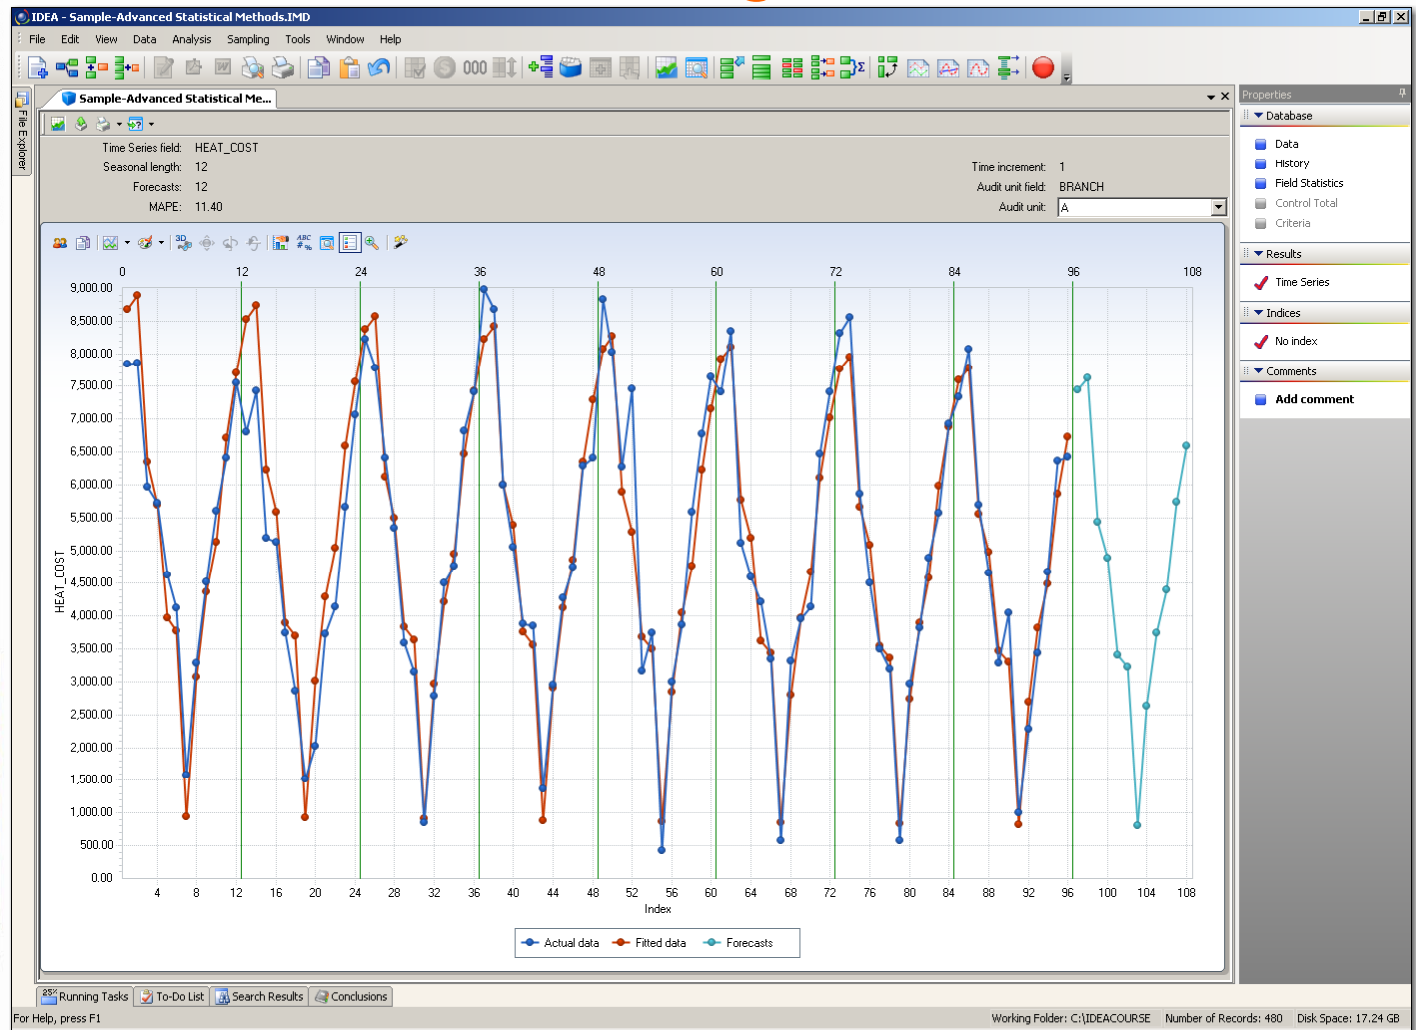 IDEA - Sample-Advanced Statistical Methods.IMD
File Edit View Data Analysis Sampling Tools Window Help
000
File Explorer
Sample-Advanced Statistical Me...
Time Series field: HEAT_COST
Seasonal length: 12
Time increment: 1
Forecasts: 12
Audit unit field: BRANCH
MAPE: 11.40
Audit unit: A
3D
ABC
#%
0 12 24 36 48 60 72 84 96 108
9,000.00
8,500.00
8,000.00
7,500.00
7,000.00
6,500.00
6,000.00
5,500.00
5,000.00
4,500.00
4,000.00
3,500.00
3,000.00
2,500.00
2,000.00
1,500.00
1,000.00
500.00
0.00
HEAT_COST
4 8 12 16 20 24 28 32 36 40 44 48 52 56 60 64 68 72 76 80 84 88 92 96 100 104 108
Index
Actual data Fitted data Forecasts
Properties
Database
Data
History
Field Statistics
Control Total
Criteria
Results
Time Series
Indices
No index
Comments
Add comment
25% Running Tasks To-Do List Search Results Conclusions
For Help, press F1
Working Folder: C:\IDEACOURSE Number of Records: 480 Disk Space: 17.24 GB